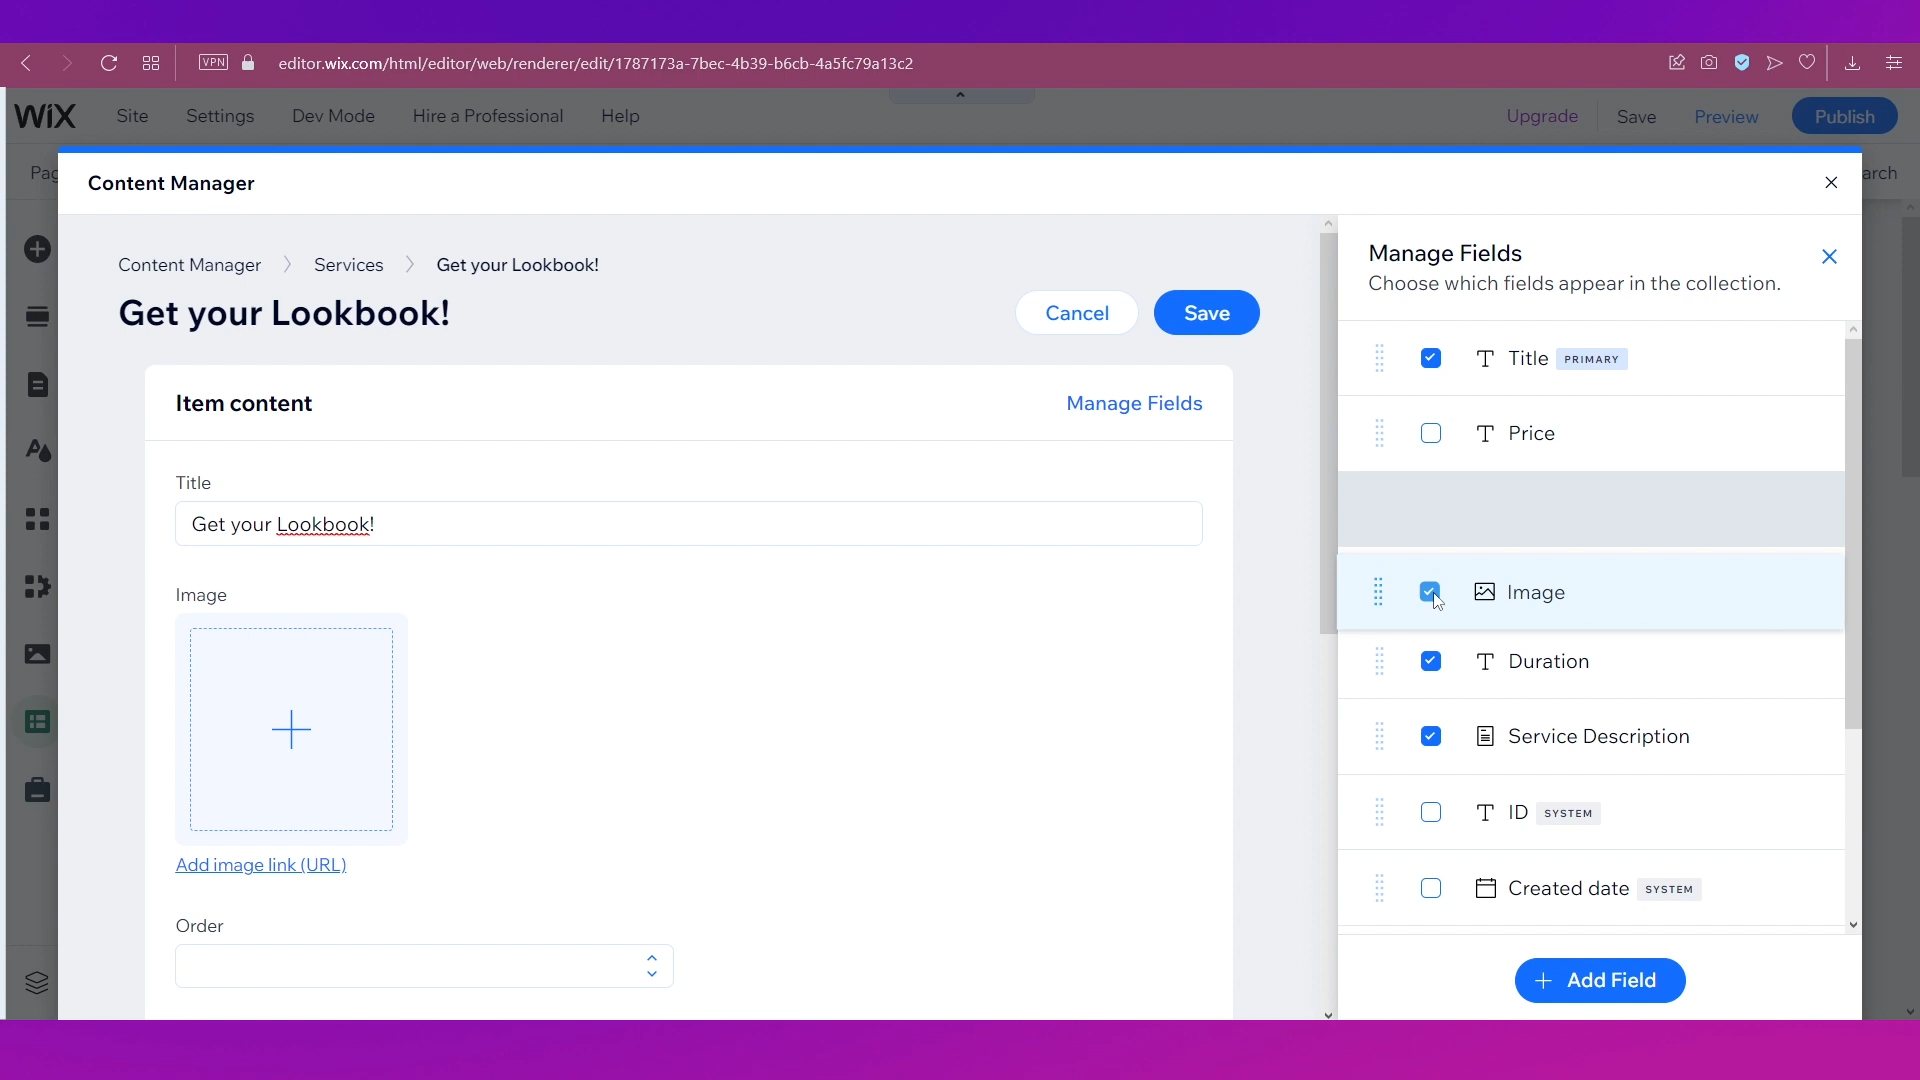 VPN editor.wix.com/html/editor/web/renderer/edit/1787173a-7bec-4b39-b6cb-4a5fc79a13c2
WiX Site Settings Dev Mode Hire a Professional Help Upgrade Save Preview Publish
Pag
arch
Content Manager
Content Manager Services Get your Lookbook!
Get your Lookbook!
Cancel Save
Item content Manage Fields
Title
Get your Lookbook!
Image
Add image link (URL)
Order
Manage Fields
Choose which fields appear in the collection.
Title PRIMARY
Price
Image
Duration
Service Description
ID SYSTEM
Created date SYSTEM
+ Add Field